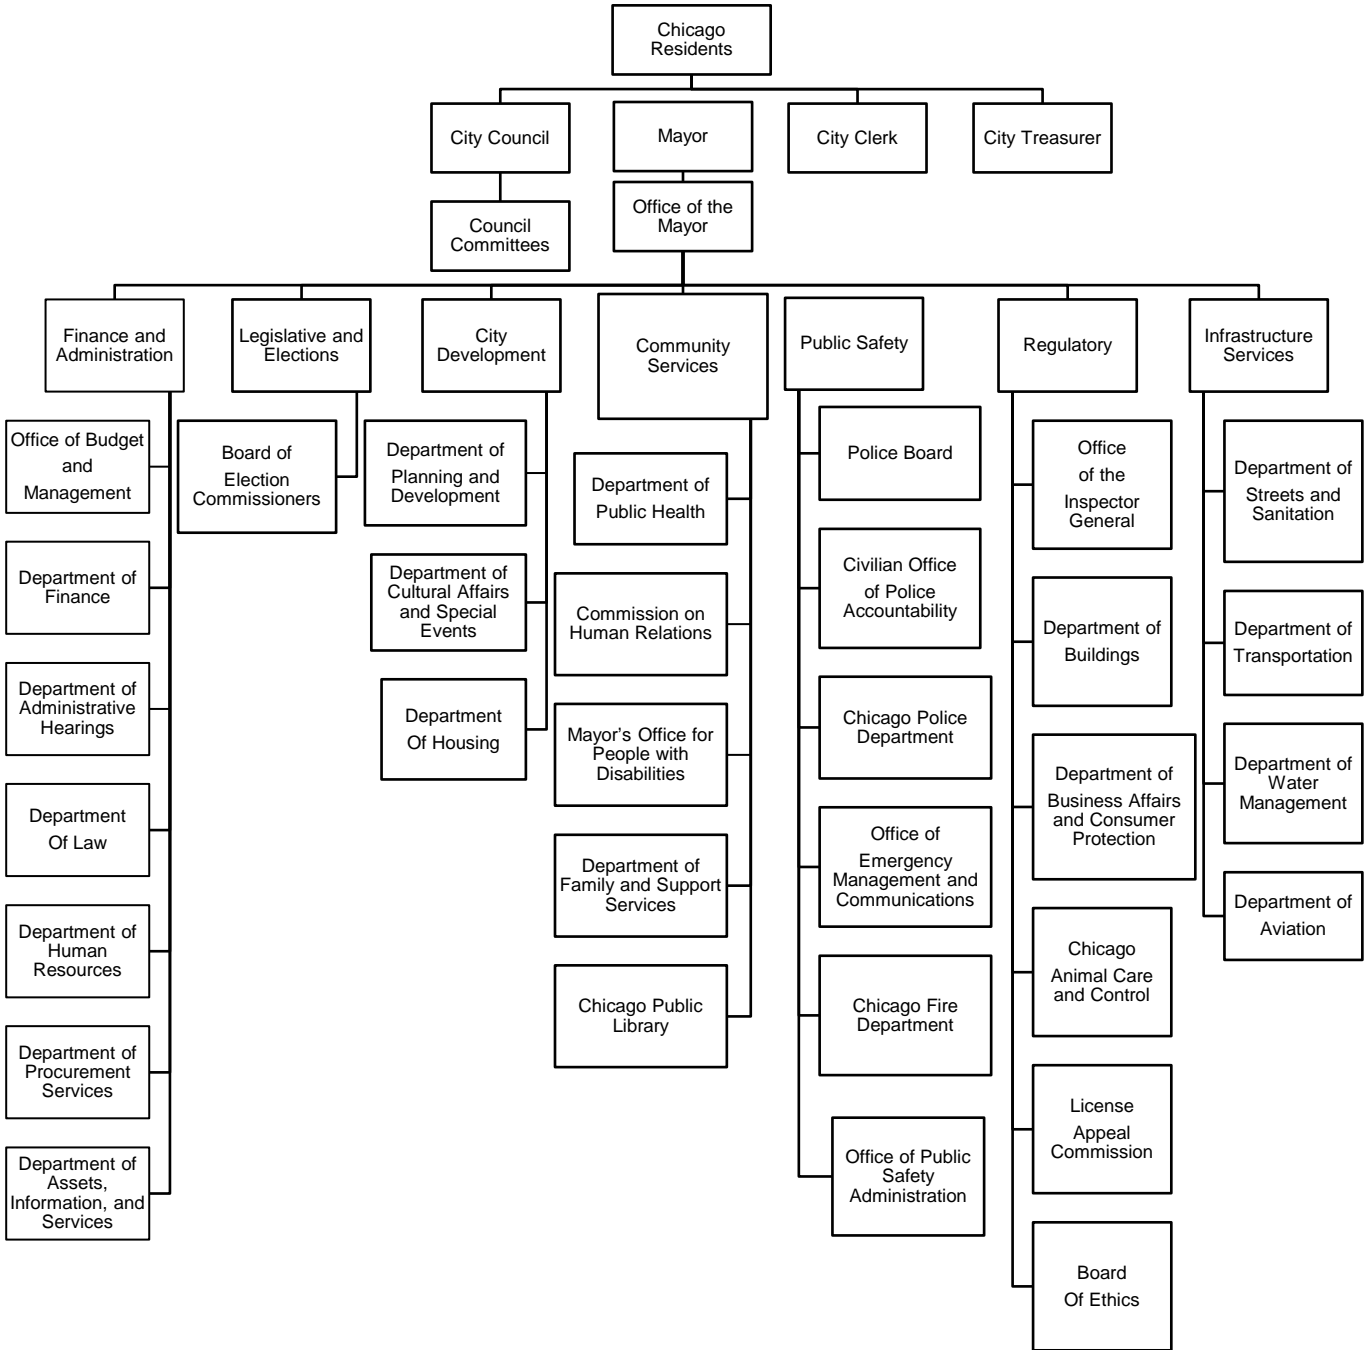 Chicago
Residents
City Council
Mayor
City Clerk
City Treasurer
Council
Committees
Office of the
Mayor
Finance and
Administration
Legislative and
Elections
City
Development
Community
Services
Public Safety
Regulatory
Infrastructure
Services
Office of Budget
and
Management
Department of
Finance
Department of
Administrative
Hearings
Department
Of Law
Department of
Human
Resources
Department of
Procurement
Services
Department of
Assets,
Information, and
Services
Board of
Election
Commissioners
Department of
Planning and
Development
Department of
Cultural Affairs
and Special
Events
Department
Of Housing
Department of
Public Health
Commission on
Human Relations
Mayor’s Office for
People with
Disabilities
Department of
Family and Support
Services
Chicago Public
Library
Police Board
Civilian Office
of Police
Accountability
Chicago Police
Department
Office of
Emergency
Management and
Communications
Chicago Fire
Department
Office of Public
Safety
Administration
Office
of the
Inspector
General
Department of
Buildings
Department of
Business Affairs
and Consumer
Protection
Chicago
Animal Care
and Control
License
Appeal
Commission
Board
Of Ethics
Department of
Streets and
Sanitation
Department of
Transportation
Department of
Water
Management
Department of
Aviation